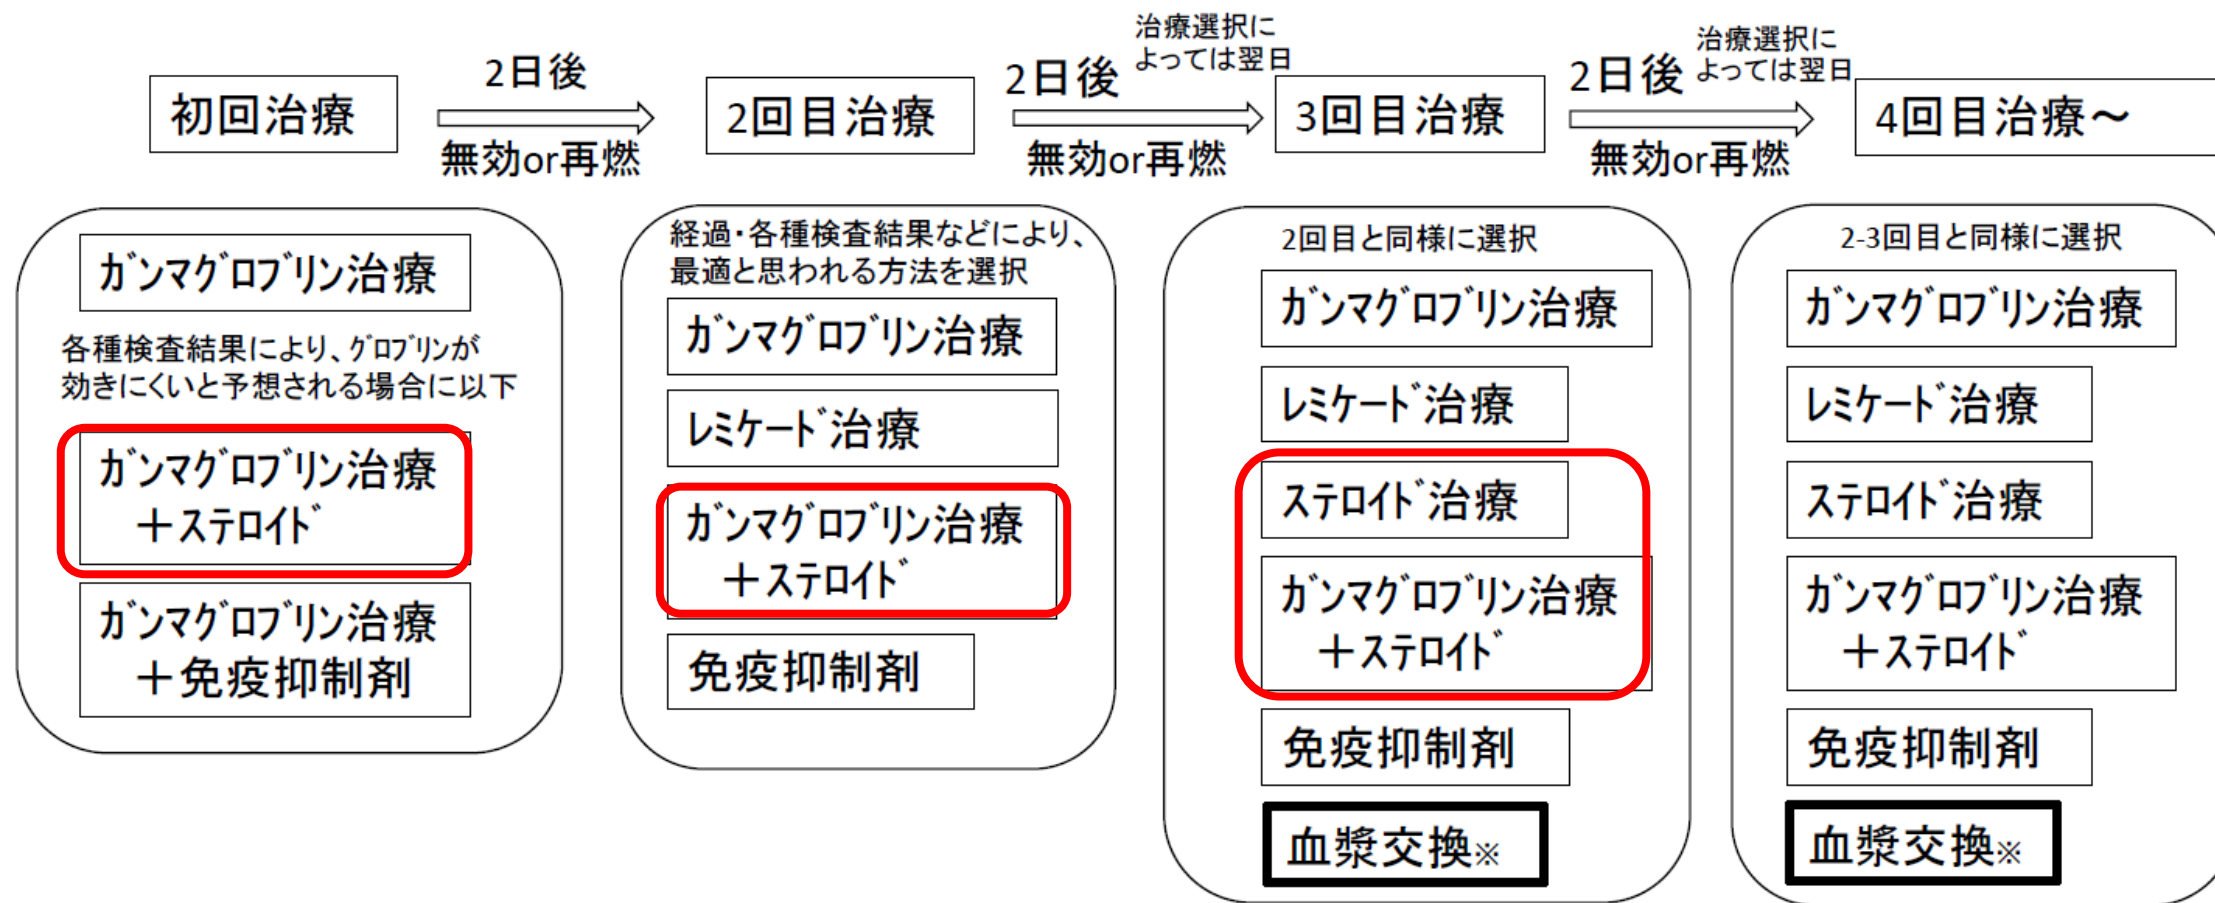 初回治療
2日後
無効or再燃
2回目治療
2日後
治療選択に
よっては翌日
無効or再燃
3回目治療
2日後
治療選択に
よっては翌日
無効or再燃
4回目治療～
ｶﾞﾝﾏｸﾞﾛﾌﾞﾘﾝ治療
各種検査結果により、ｸﾞﾛﾌﾞﾘﾝが
効きにくいと予想される場合に以下
ｶﾞﾝﾏｸﾞﾛﾌﾞﾘﾝ治療
＋ｽﾃﾛｲﾄﾞ
ｶﾞﾝﾏｸﾞﾛﾌﾞﾘﾝ治療
＋免疫抑制剤
経過・各種検査結果などにより、
最適と思われる方法を選択
ｶﾞﾝﾏｸﾞﾛﾌﾞﾘﾝ治療
ﾚﾐｹｰﾄﾞ治療
ｶﾞﾝﾏｸﾞﾛﾌﾞﾘﾝ治療
＋ｽﾃﾛｲﾄﾞ
免疫抑制剤
2回目と同様に選択
ｶﾞﾝﾏｸﾞﾛﾌﾞﾘﾝ治療
ﾚﾐｹｰﾄﾞ治療
ｽﾃﾛｲﾄﾞ治療
ｶﾞﾝﾏｸﾞﾛﾌﾞﾘﾝ治療
＋ｽﾃﾛｲﾄﾞ
免疫抑制剤
血漿交換※
2-3回目と同様に選択
ｶﾞﾝﾏｸﾞﾛﾌﾞﾘﾝ治療
ﾚﾐｹｰﾄﾞ治療
ｽﾃﾛｲﾄﾞ治療
ｶﾞﾝﾏｸﾞﾛﾌﾞﾘﾝ治療
＋ｽﾃﾛｲﾄﾞ
免疫抑制剤
血漿交換※